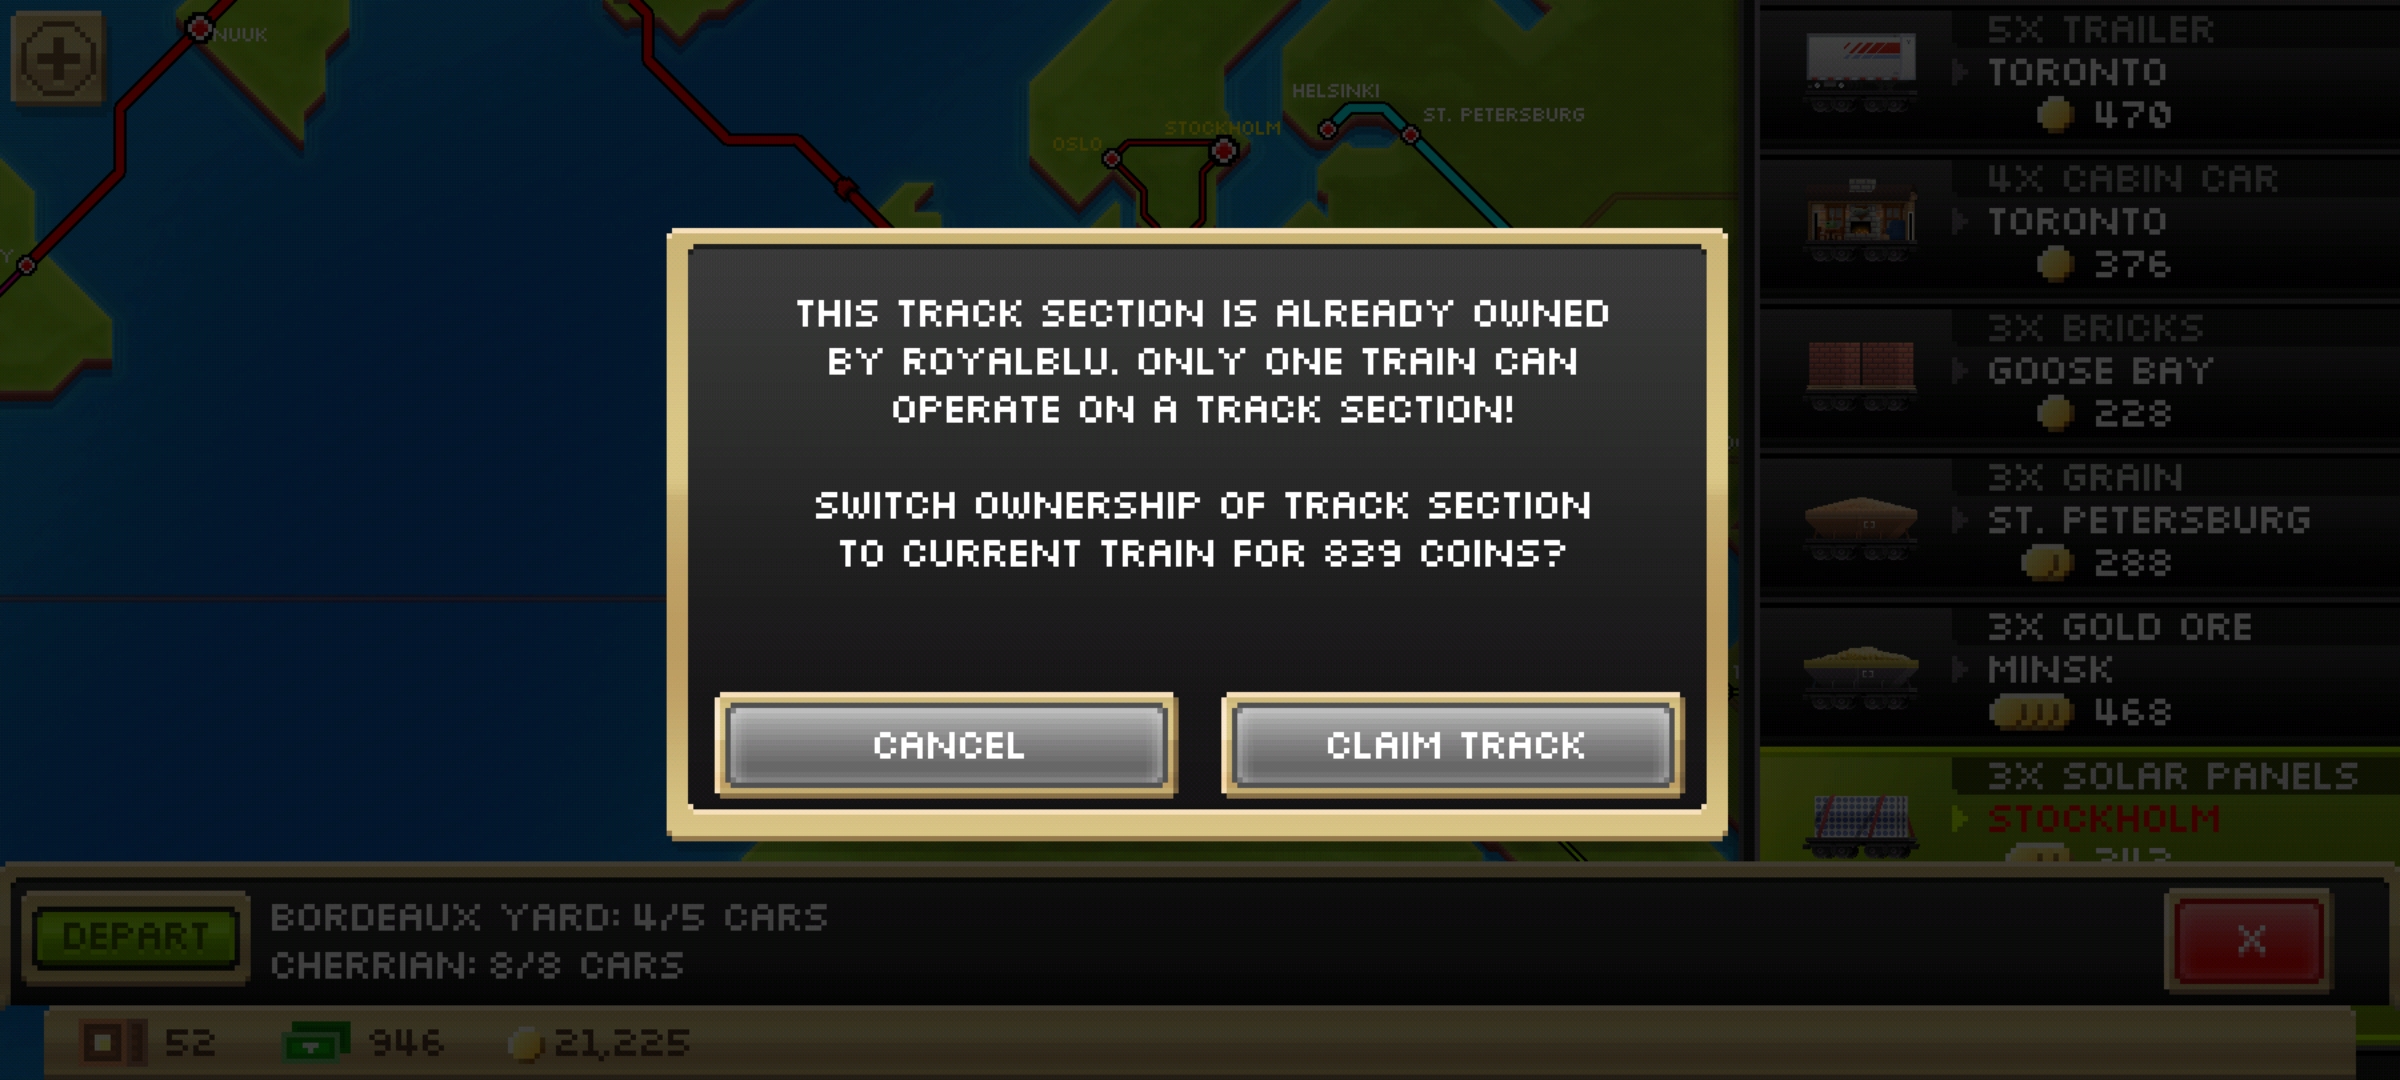 NUUK
HELSINKI
ST. PETERSBURG
STOCKHOLM
OSLO
Y
THIS TRACK SECTION IS ALREADY OWNED
BY ROYALBLU. ONLY ONE TRAIN CAN
OPERATE ON A TRACK SECTION!
SWITCH OWNERSHIP OF TRACK SECTION
TO CURRENT TRAIN FOR 839 COINS?
CANCEL
CLAIM TRACK
5X TRAILER
TORONTO
470
4X CABIN CAR
TORONTO
376
3X BRICKS
GOOSE BAY
228
3X GRAIN
ST. PETERSBURG
288
3X GOLD ORE
MINSK
468
3X SOLAR PANELS
STOCKHOLM
DEPART
BORDEAUX YARD: 4/5 CARS
CHERRIAN: 8/8 CARS
X
52
946
21,225